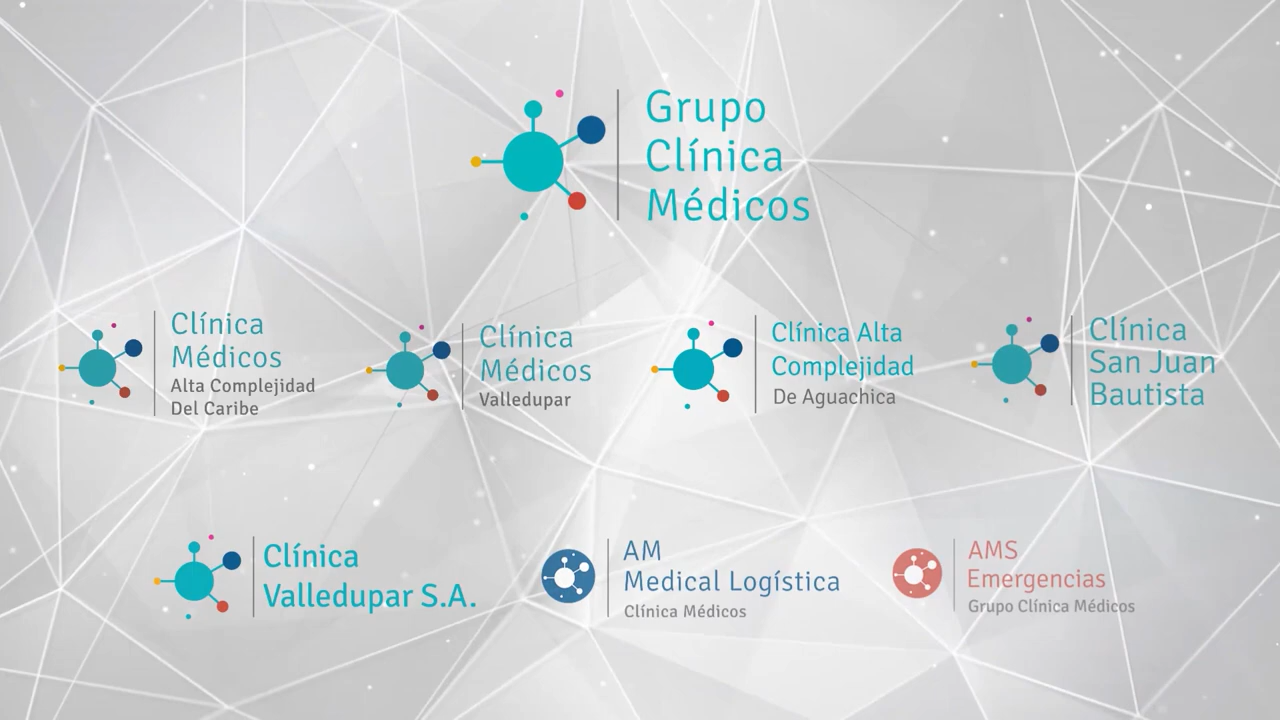 Grupo
Clínica
Médicos
Clínica
Médicos
Alta Complejidad
Del Caribe
Clínica
Médicos
Valledupar
Clínica Alta
Complejidad
De Aguachica
Clínica
San Juan
Bautista
Clínica
Valledupar S.A.
AM
Medical Logística
Clínica Médicos
AMS
Emergencias
Grupo Clínica Médicos